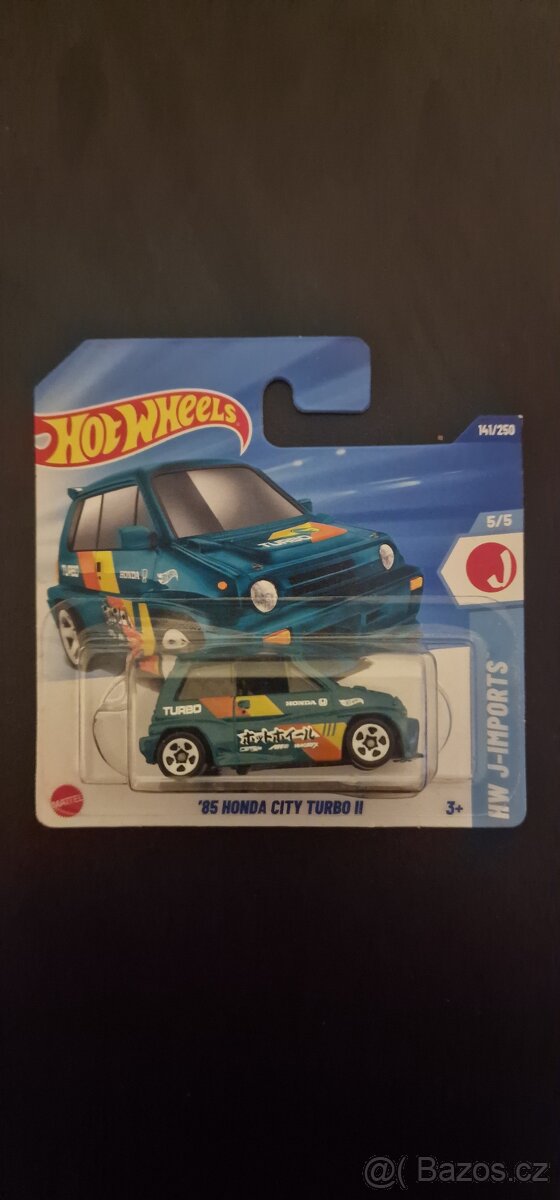 HOT WHEELS
141/250
5/5
J
HW J-IMPORTS
TURBO
TURBO
HONDA
TURBO
HONDA
ホットホイール
MATTEL
'85 HONDA CITY TURBO II
3+
@( Bazos.cz